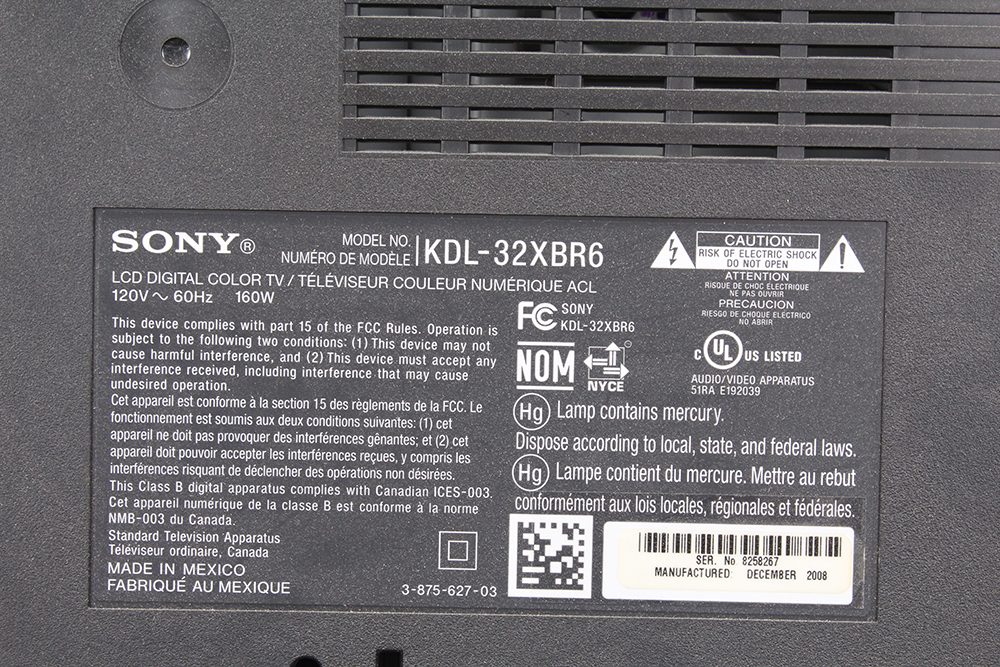 SONY®
MODEL NO.
NUMÉRO DE MODÈLE
KDL-32XBR6
LCD DIGITAL COLOR TV / TÉLÉVISEUR COULEUR NUMÉRIQUE ACL
120V ~ 60Hz 160W
This device complies with part 15 of the FCC Rules. Operation is
subject to the following two conditions: (1) This device may not
cause harmful interference, and (2) This device must accept any
interference received, including interference that may cause
undesired operation.
Cet appareil est conforme à la section 15 des règlements de la FCC. Le
fonctionnement est soumis aux deux conditions suivantes: (1) cet
appareil ne doit pas provoquer des interférences gênantes; et (2) cet
appareil doit pouvoir accepter les interférences reçues, y compris les
interférences risquant de déclencher des opérations non désirées.
This Class B digital apparatus complies with Canadian ICES-003.
Cet appareil numérique de la classe B est conforme à la norme
NMB-003 du Canada.
Standard Television Apparatus
Téléviseur ordinaire, Canada
MADE IN MEXICO
FABRIQUÉ AU MEXIQUE
3-875-627-03
CAUTION
RISK OF ELECTRIC SHOCK
DO NOT OPEN
ATTENTION
RISQUE DE CHOC ELECTRIQUE
NE PAS OUVRIR
PRECAUCION
RIESGO DE CHOQUE ELECTRICO
NO ABRIR
FC SONY
KDL-32XBR6
NOM
NYCE
C UL US LISTED
AUDIO/VIDEO APPARATUS
51RA E192039
Hg Lamp contains mercury.
Dispose according to local, state, and federal laws.
Hg Lampe contient du mercure. Mettre au rebut
conformément aux lois locales, régionales et fédérales.
SER. No 8258267
MANUFACTURED: DECEMBER 2008